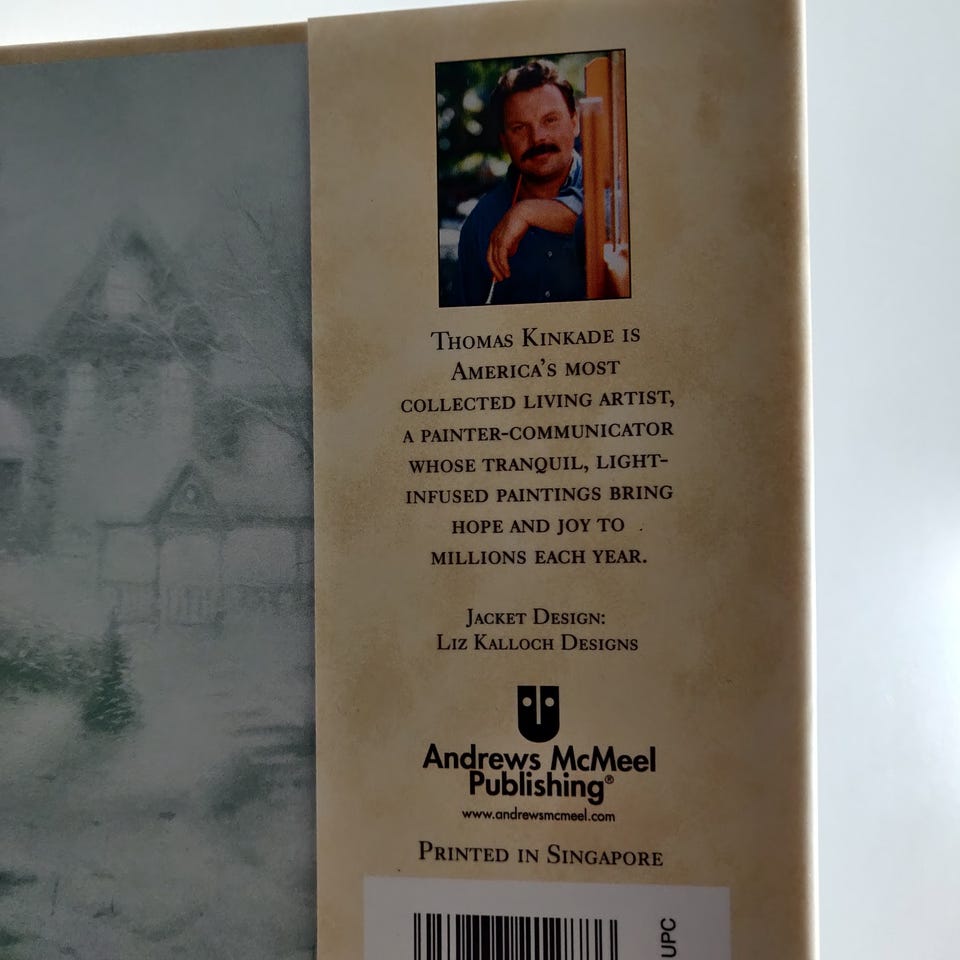 Thomas Kinkade is
America's most
collected living artist,
a painter-communicator
whose tranquil, light-
infused paintings bring
hope and joy to
millions each year.
Jacket Design:
Liz Kalloch Designs
Andrews McMeel
Publishing®
www.andrewsmcmeel.com
Printed in Singapore
UPC